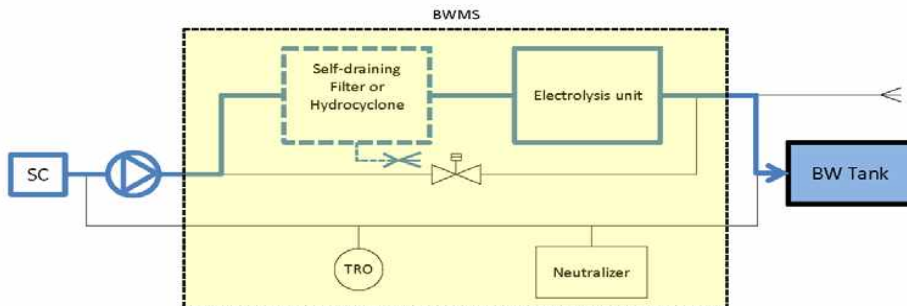 BWMS
Self-draining
Filter or
Hydrocyclone
Electrolysis unit
SC
BW Tank
TRO
Neutralizer